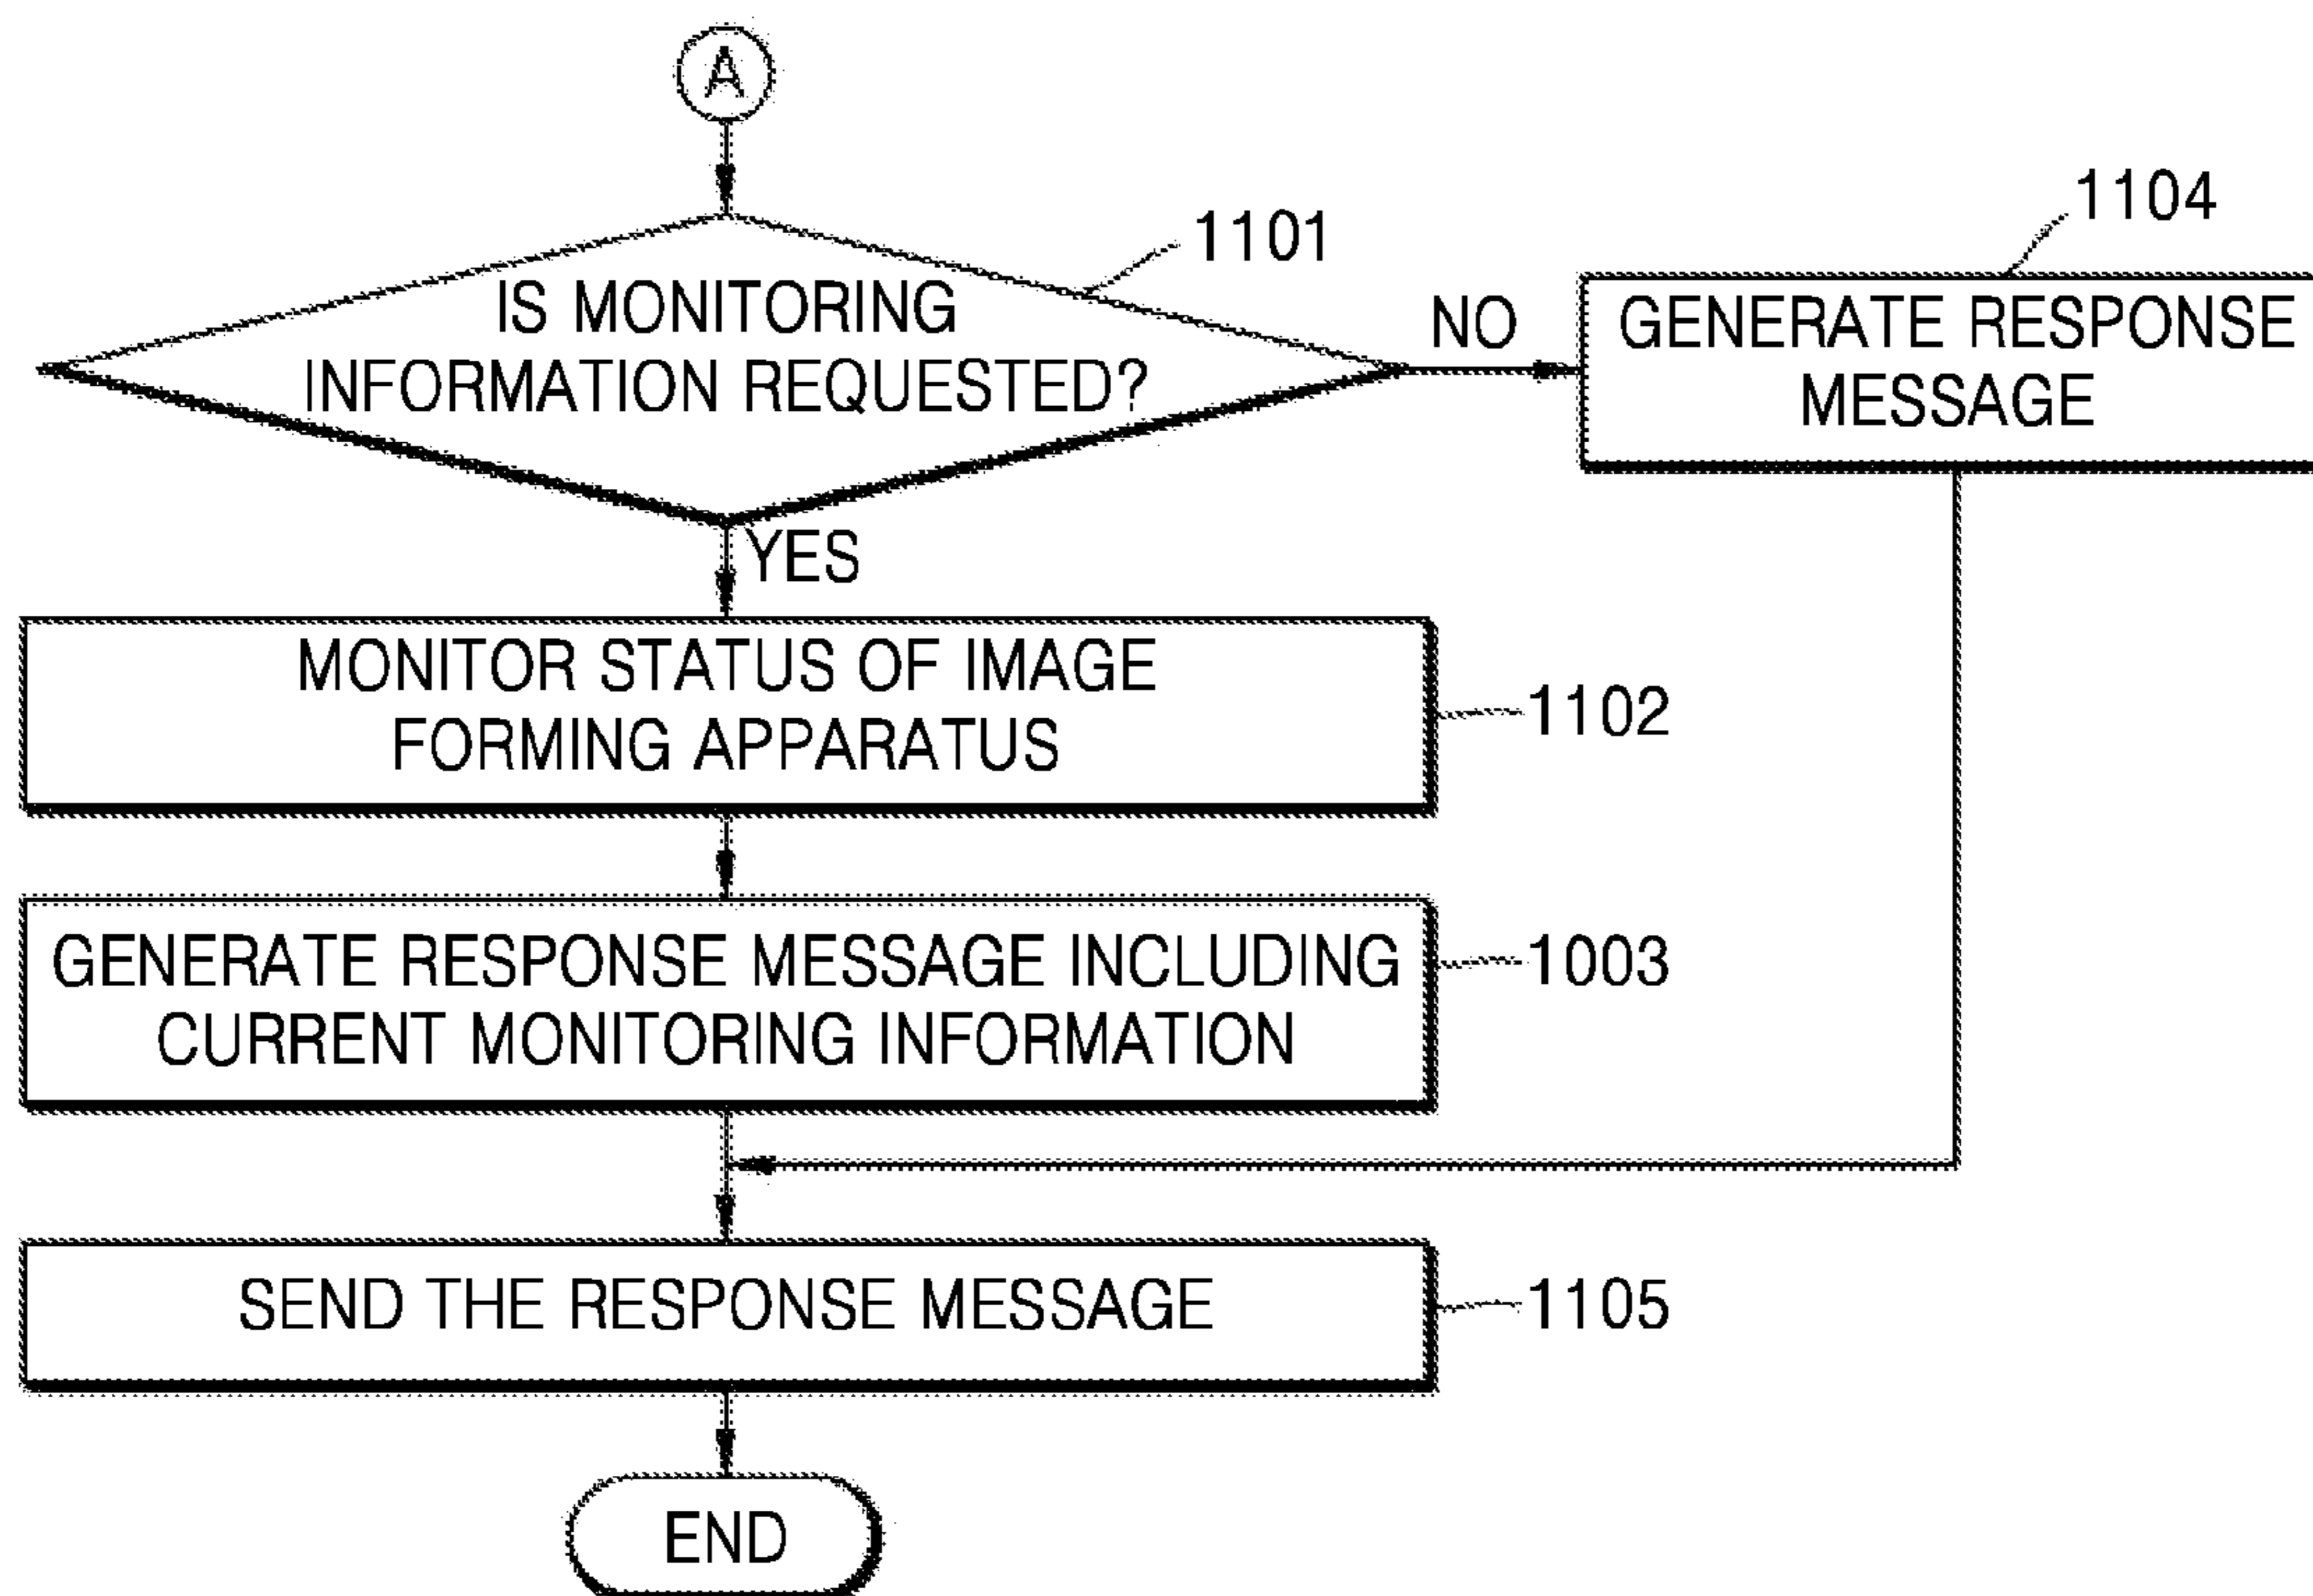 A
1101
IS MONITORING
INFORMATION REQUESTED?
NO
1104
GENERATE RESPONSE
MESSAGE
YES
MONITOR STATUS OF IMAGE
FORMING APPARATUS
1102
GENERATE RESPONSE MESSAGE INCLUDING
CURRENT MONITORING INFORMATION
1003
SEND THE RESPONSE MESSAGE
1105
END